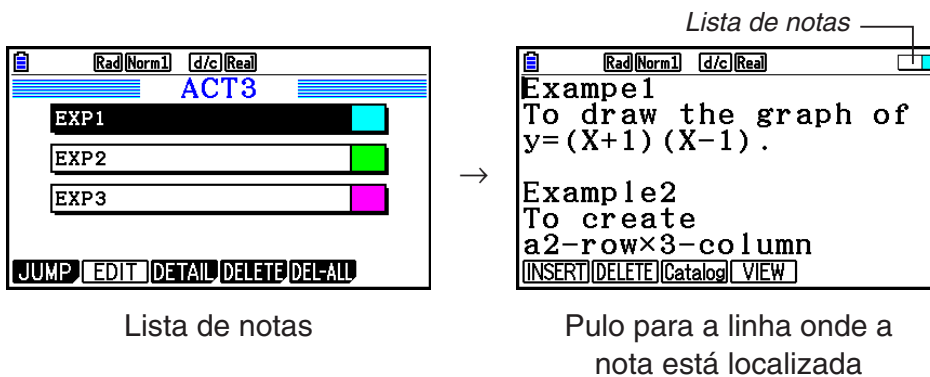 Lista de notas
Rad Norm1 d/c Real
ACT3
EXP1
EXP2
EXP3
JUMP EDIT DETAIL DELETE DEL-ALL
Lista de notas
→
Rad Norm1 d/c Real
Exampe1
To draw the graph of
y=(X+1)(X-1).
Example2
To create
a2-row×3-column
INSERT DELETE Catalog VIEW
Pulo para a linha onde a
nota está localizada